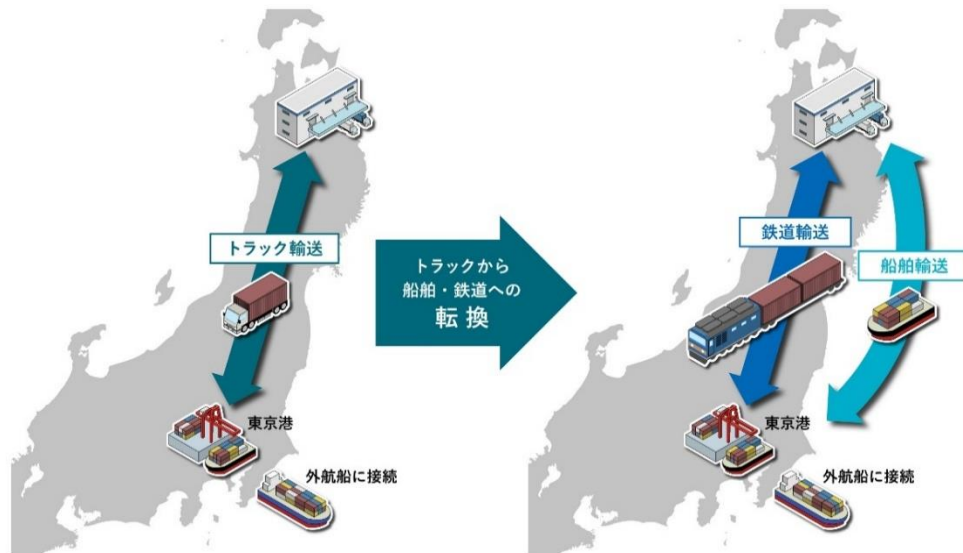 トラック輸送
東京港
外航船に接続
トラックから
船舶・鉄道への
転換
鉄道輸送
船舶輸送
東京港
外航船に接続